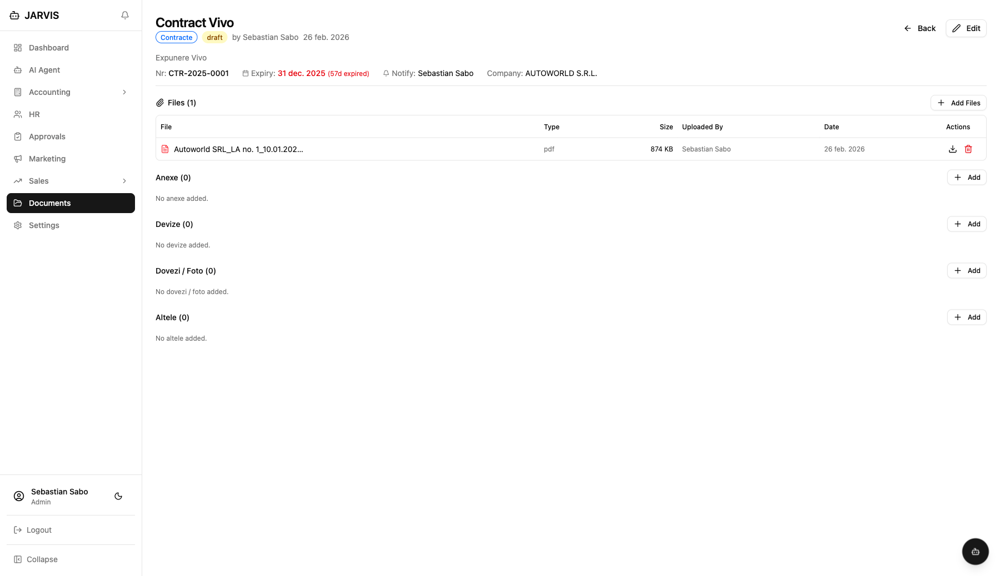 JARVIS
Dashboard
AI Agent
Accounting
HR
Approvals
Marketing
Sales
Documents
Settings
Sebastian Sabo
Admin
Logout
Collapse
Contract Vivo
Contracte draft by Sebastian Sabo 26 feb. 2026
Back Edit
Expunere Vivo
Nr: CTR-2025-0001 Expiry: 31 dec. 2025 (57d expired) Notify: Sebastian Sabo Company: AUTOWORLD S.R.L.
Files (1) Add Files
File Type Size Uploaded By Date Actions
Autoworld SRL_LA no. 1_10.01.202... pdf 874 KB Sebastian Sabo 26 feb. 2026
Anexe (0) Add
No anexe added.
Devize (0) Add
No devize added.
Dovezi / Foto (0) Add
No dovezi / foto added.
Altele (0) Add
No altele added.